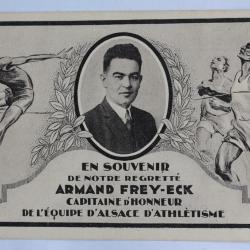 EN SOUVENIR
DE NOTRE REGRETTÉ
ARMAND FREY-ECK
CAPITAINE D'HONNEUR
DE L'ÉQUIPE D'ALSACE D'ATHLÉTISME